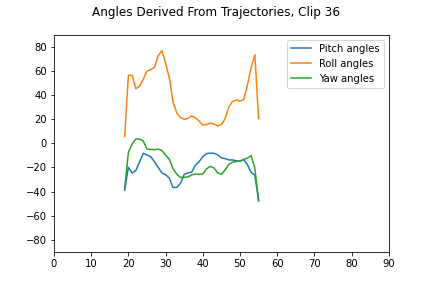 Angles Derived From Trajectories, Clip 36
Pitch angles
Roll angles
Yaw angles
80
60
40
20
0
−20
−40
−60
−80
0 10 20 30 40 50 60 70 80 90